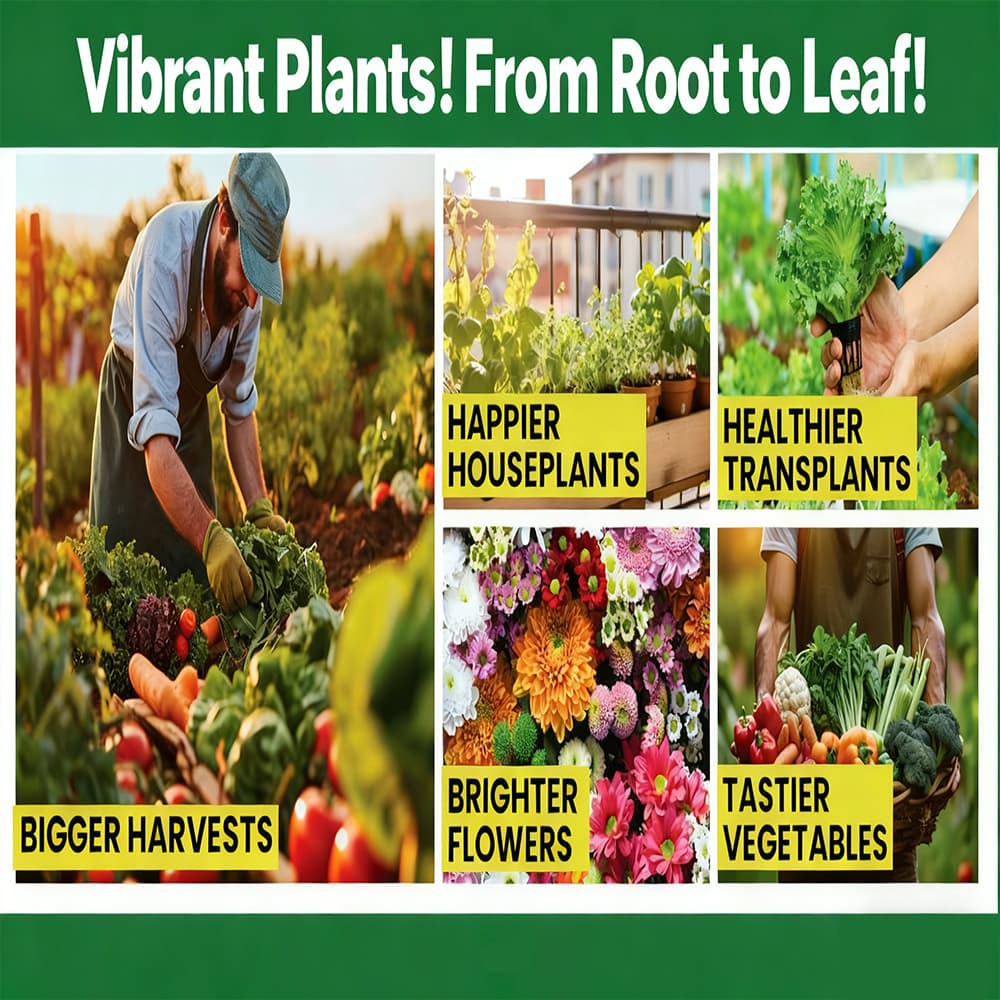 Vibrant Plants! From Root to Leaf!
BIGGER HARVESTS
HAPPIER
HOUSEPLANTS
HEALTHIER
TRANSPLANTS
BRIGHTER
FLOWERS
TASTIER
VEGETABLES